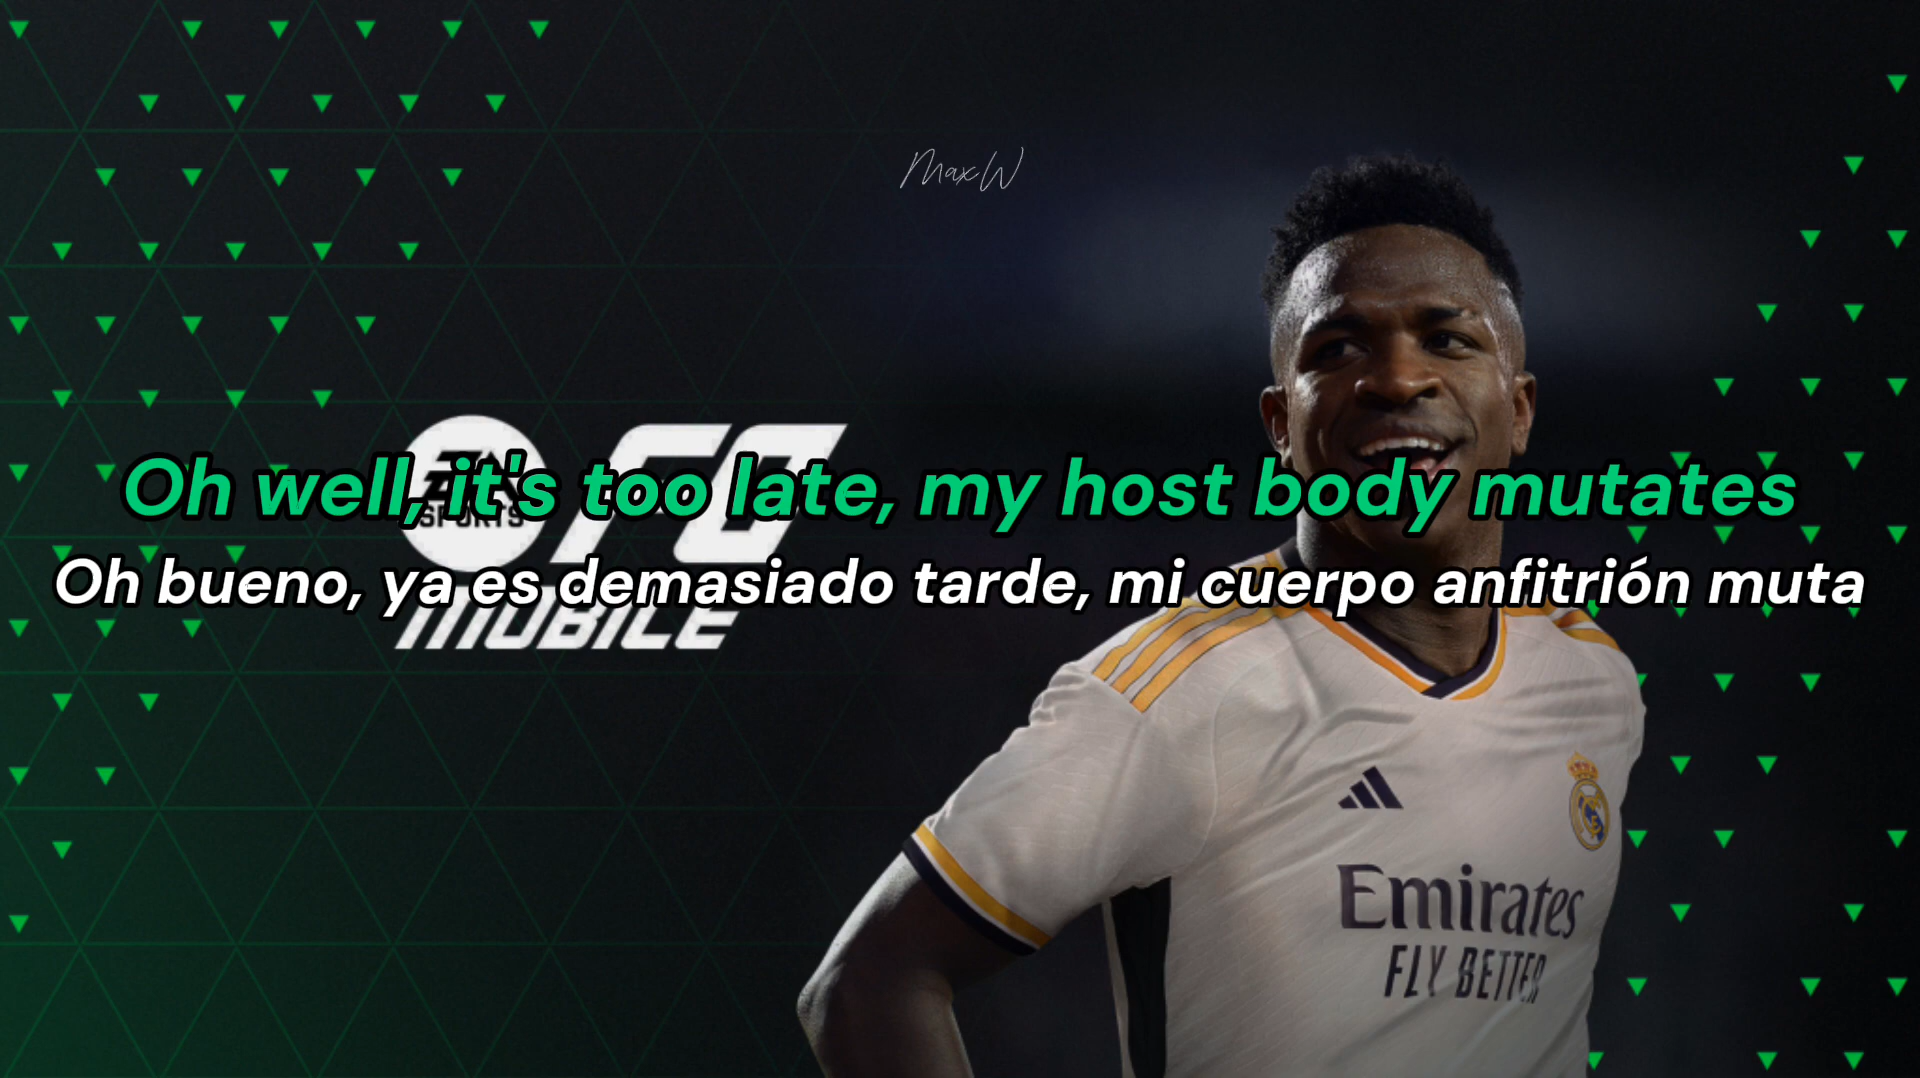 MaxW
EA
SPORTS
FC
Oh well, it's too late, my host body mutates
Oh bueno, ya es demasiado tarde, mi cuerpo anfitrión muta
MOBILE
Emirates
FLY BETTER